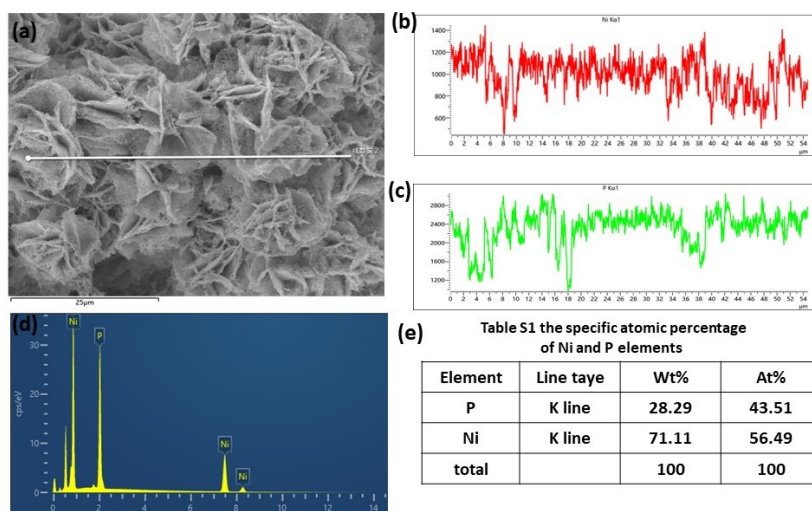 (a)
25μm
(b)
Ni Kα1
1400
1200
1000
800
600
0 2 4 6 8 10 12 14 16 18 20 22 24 26 28 30 32 34 36 38 40 42 44 46 48 50 52 54
μm
(c)
P Kα1
2800
2400
2000
1600
1200
0 2 4 6 8 10 12 14 16 18 20 22 24 26 28 30 32 34 36 38 40 42 44 46 48 50 52 54
μm
(d)
Ni
P
Ni
Ni
cps/eV
30
20
10
0
0 2 4 6 8 10 12 14
(e)
Table S1 the specific atomic percentage
of Ni and P elements
Element Line taye Wt% At%
P K line 28.29 43.51
Ni K line 71.11 56.49
total 100 100